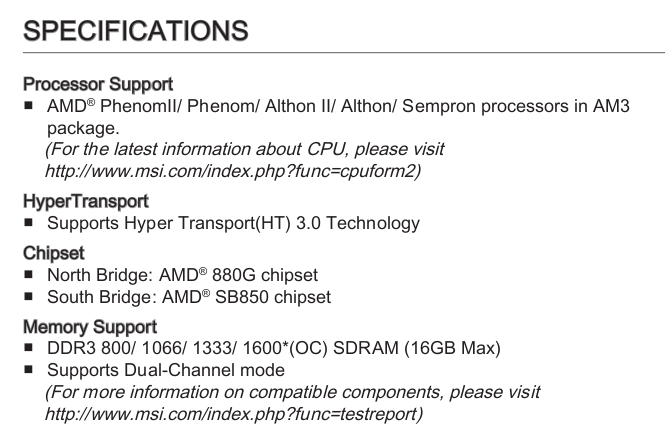 SPECIFICATIONS
Processor Support
■ AMD® PhenomII/ Phenom/ Althon II/ Althon/ Sempron processors in AM3
package.
(For the latest information about CPU, please visit
http://www.msi.com/index.php?func=cpuform2)
HyperTransport
■ Supports Hyper Transport(HT) 3.0 Technology
Chipset
■ North Bridge: AMD® 880G chipset
■ South Bridge: AMD® SB850 chipset
Memory Support
■ DDR3 800/ 1066/ 1333/ 1600*(OC) SDRAM (16GB Max)
■ Supports Dual-Channel mode
(For more information on compatible components, please visit
http://www.msi.com/index.php?func=testreport)